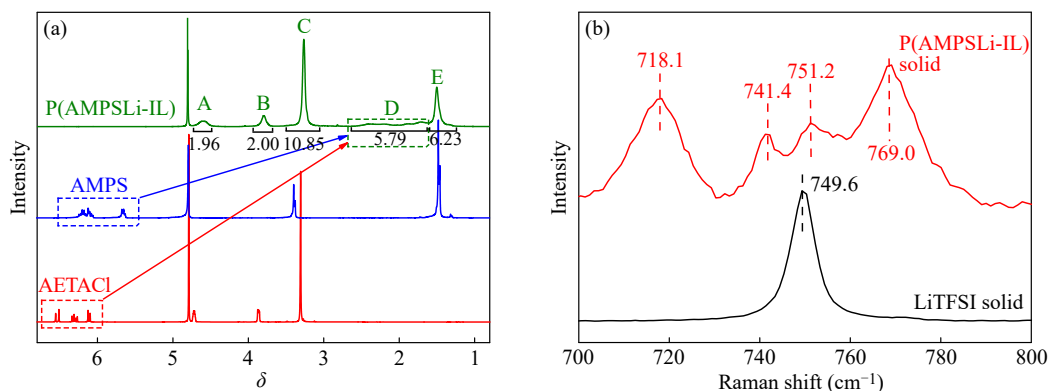 (a)
C
E
P(AMPSLi-IL)
A
B
D
1.96
2.00
10.85
5.79
6.23
AMPS
AETACl
Intensity
6
5
4
3
2
1
δ
(b)
P(AMPSLi-IL)
solid
718.1
741.4
751.2
769.0
749.6
LiTFSI solid
Intensity
700
720
740
760
780
800
Raman shift (cm⁻¹)